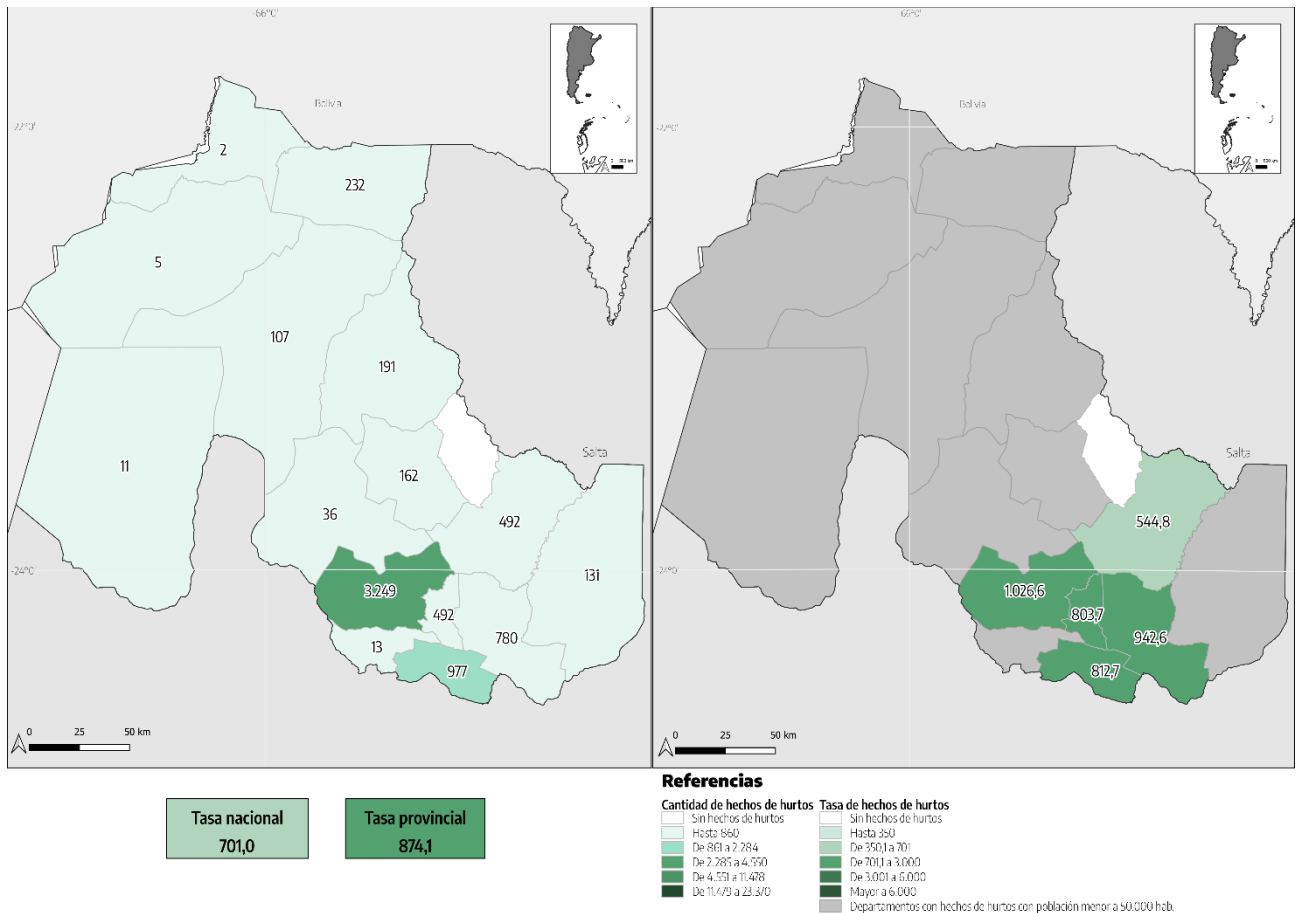 66°0'
66°0'
Bolivia
Bolivia
22°0'
-22°0'
2
232
5
107
191
11
Salta
Salta
162
36
492
544,8
-24°0'
24°0'
131
3.249
1.026,6
492
803,7
780
942,6
13
977
812,7
0 25 50 km
0 25 50 km
Referencias
Cantidad de hechos de hurtos
Sin hechos de hurtos
Hasta 860
De 861 a 2.284
De 2.285 a 4.550
De 4.551 a 11.478
De 11.479 a 23.370
Tasa de hechos de hurtos
Sin hechos de hurtos
Hasta 350
De 350,1 a 701
De 701,1 a 3.000
De 3.001 a 6.000
Mayor a 6.000
Departamentos con hechos de hurtos con población menor a 50.000 hab.
Tasa nacional
701,0
Tasa provincial
874,1